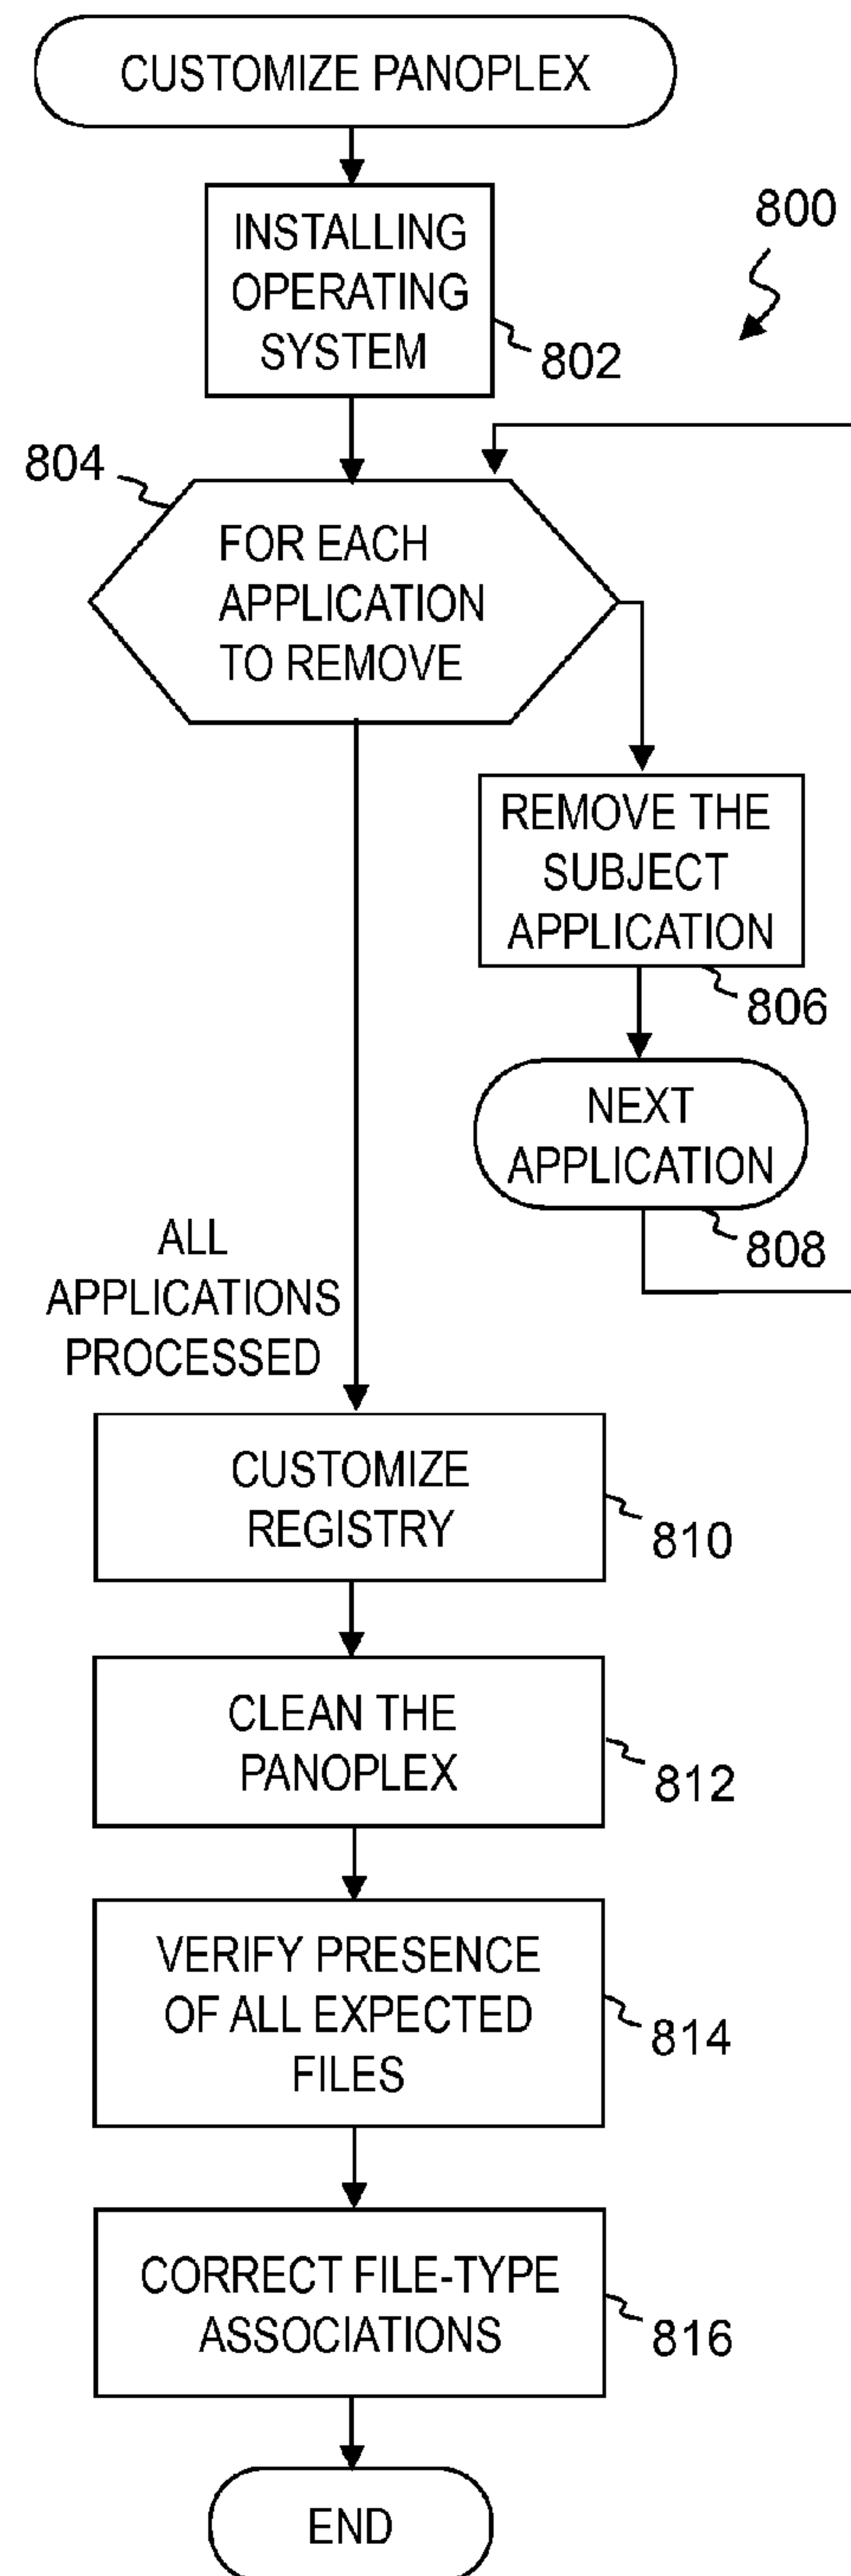 CUSTOMIZE PANOPLEX
800
INSTALLING
OPERATING
SYSTEM
802
804
FOR EACH
APPLICATION
TO REMOVE
REMOVE THE
SUBJECT
APPLICATION
806
NEXT
APPLICATION
808
ALL
APPLICATIONS
PROCESSED
CUSTOMIZE
REGISTRY
810
CLEAN THE
PANOPLEX
812
VERIFY PRESENCE
OF ALL EXPECTED
FILES
814
CORRECT FILE-TYPE
ASSOCIATIONS
816
END